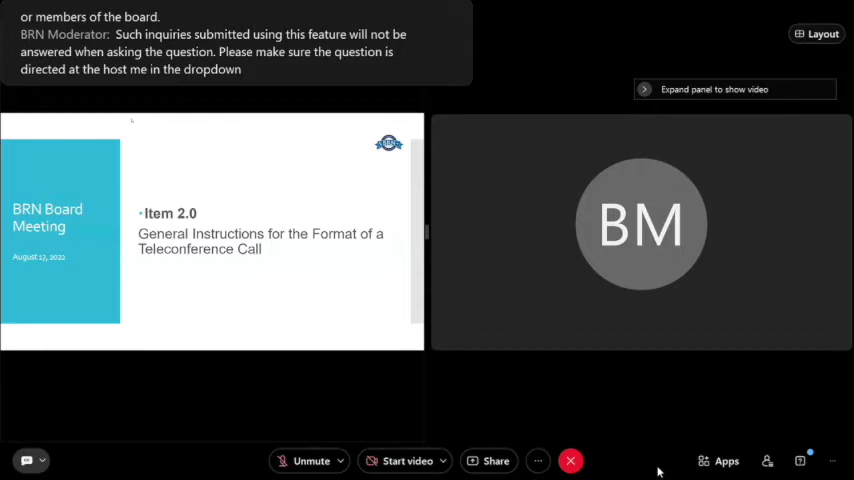 or members of the board.
BRN Moderator: Such inquiries submitted using this feature will not be
answered when asking the question. Please make sure the question is
directed at the host me in the dropdown
Layout
Expand panel to show video
BRN
BRN Board
Meeting
August 17, 2022
•Item 2.0
General Instructions for the Format of a
Teleconference Call
BM
Unmute
Start video
Share
Apps